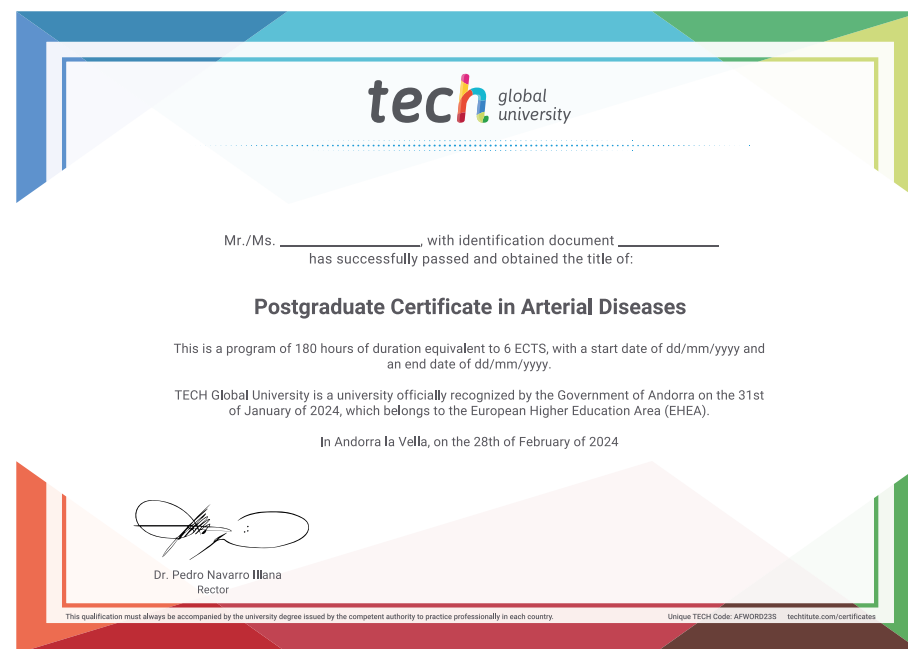 tech global
university
Mr./Ms. ____________, with identification document ____________
has successfully passed and obtained the title of:
Postgraduate Certificate in Arterial Diseases
This is a program of 180 hours of duration equivalent to 6 ECTS, with a start date of dd/mm/yyyy and
an end date of dd/mm/yyyy.
TECH Global University is a university officially recognized by the Government of Andorra on the 31st
of January of 2024, which belongs to the European Higher Education Area (EHEA).
In Andorra la Vella, on the 28th of February of 2024
Dr. Pedro Navarro Illana
Rector
This qualification must always be accompanied by the university degree issued by the competent authority to practice professionally in each country. Unique TECH Code: AFWORD23S techtitute.com/certificates